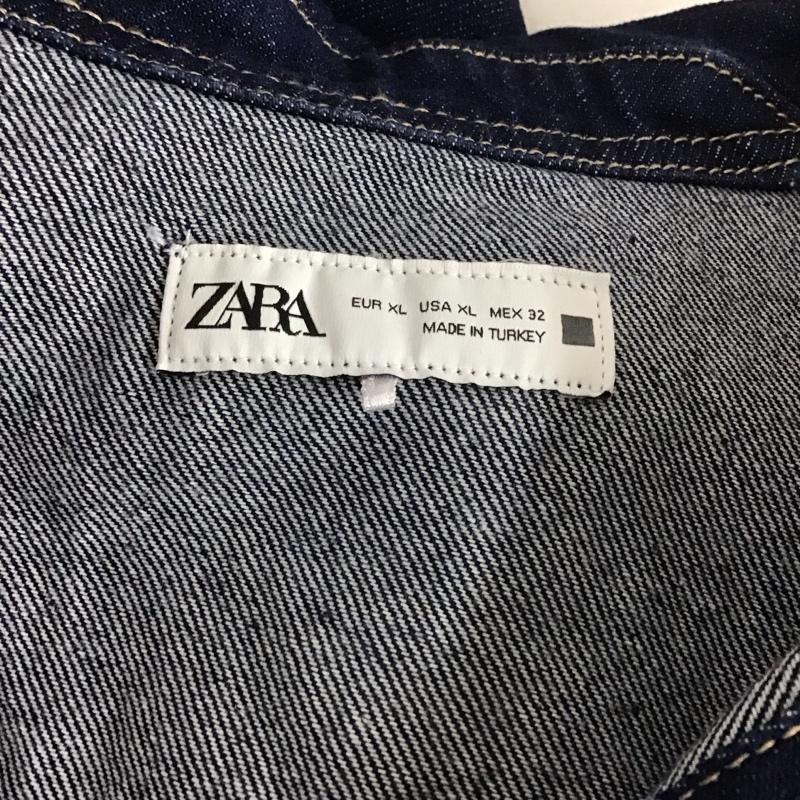 ZARA
EUR XL USA XL MEX 32
MADE IN TURKEY